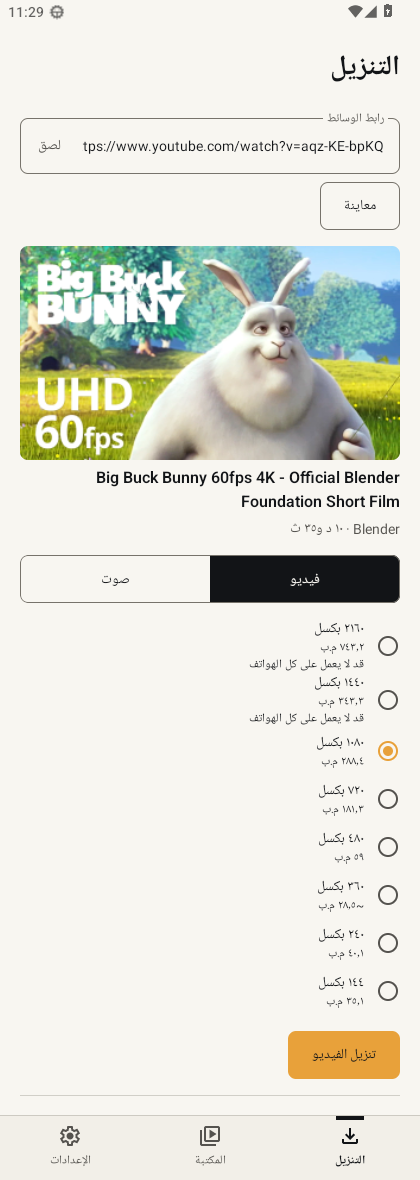 11:29
التنزيل
رابط الوسائط
tps://www.youtube.com/watch?v=aqz-KE-bpKQ
لصق
معاينة
Big Buck
BUNNY
UHD
60fps
Big Buck Bunny 60fps 4K - Official Blender
Foundation Short Film
Blender · ١٠ د و٣٥ ث
فيديو
صوت
٢١٦٠ بكسل
٧٤٣٫٢ م.ب
قد لا يعمل على كل الهواتف
١٤٤٠ بكسل
٣٤٣٫٣ م.ب
قد لا يعمل على كل الهواتف
١٠٨٠ بكسل
٢٨٨٫٤ م.ب
٧٢٠ بكسل
١٨١٫٣ م.ب
٤٨٠ بكسل
٥٩ م.ب
٣٦٠ بكسل
~٢٨٫٥ م.ب
٢٤٠ بكسل
٤٠٫١ م.ب
١٤٤ بكسل
٣٥٫١ م.ب
تنزيل الفيديو
التنزيل
المكتبة
الإعدادات